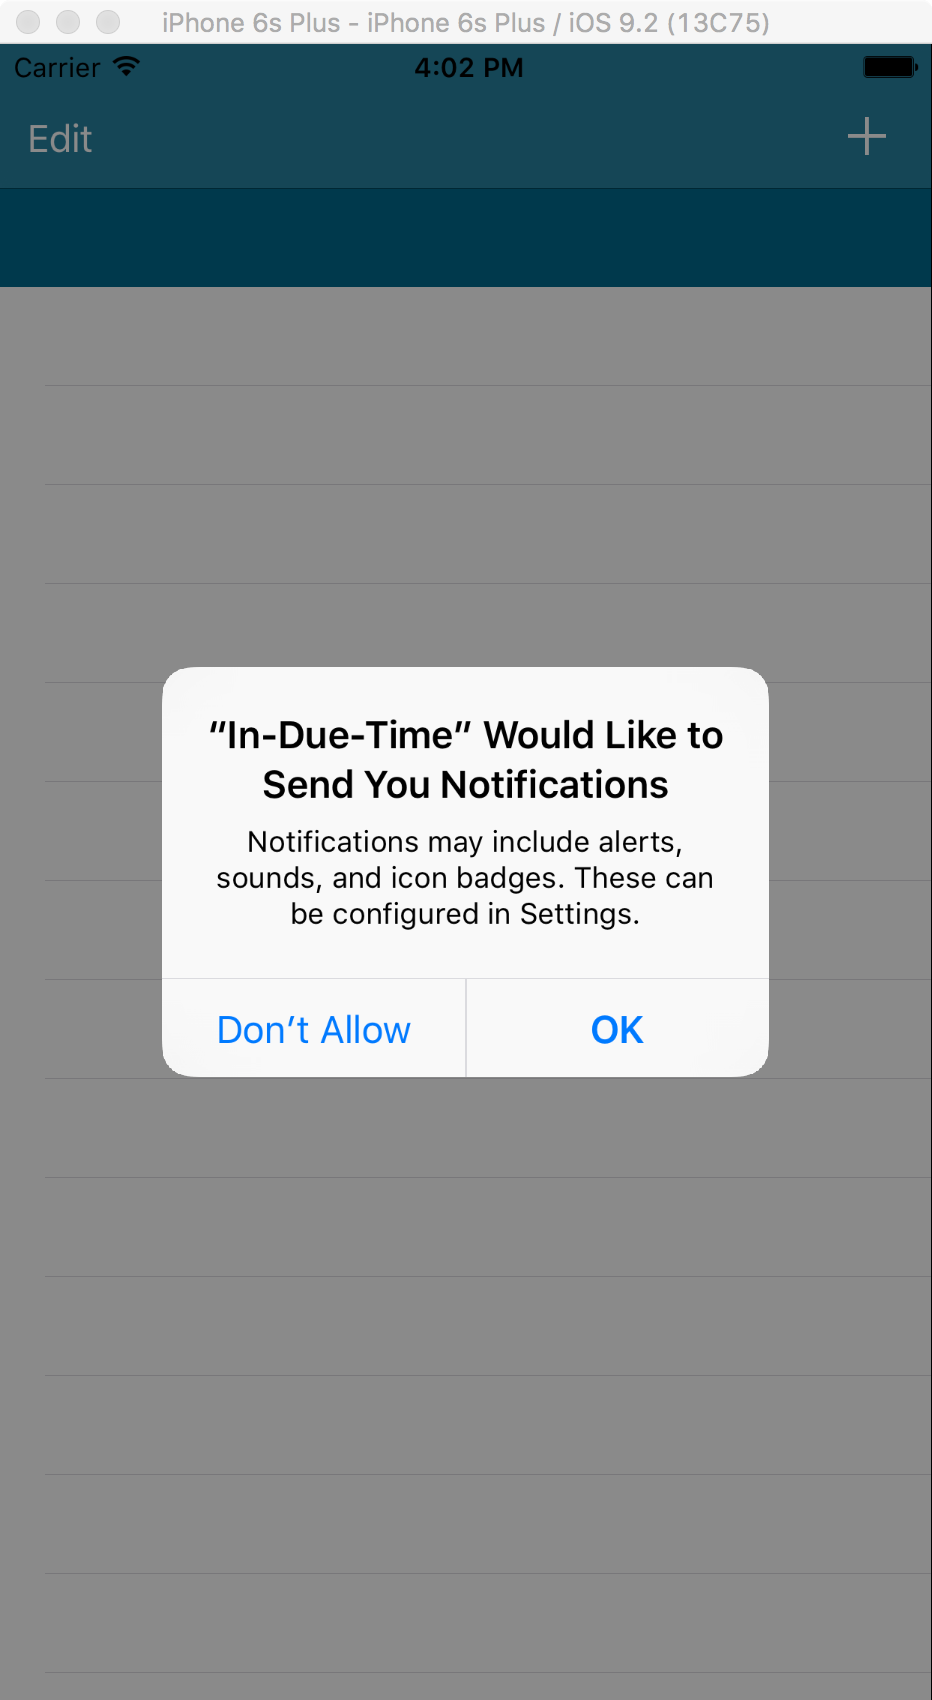 iPhone 6s Plus - iPhone 6s Plus / iOS 9.2 (13C75)
Carrier 4:02 PM
Edit +
“In-Due-Time” Would Like to
Send You Notifications
Notifications may include alerts,
sounds, and icon badges. These can
be configured in Settings.
Don’t Allow OK